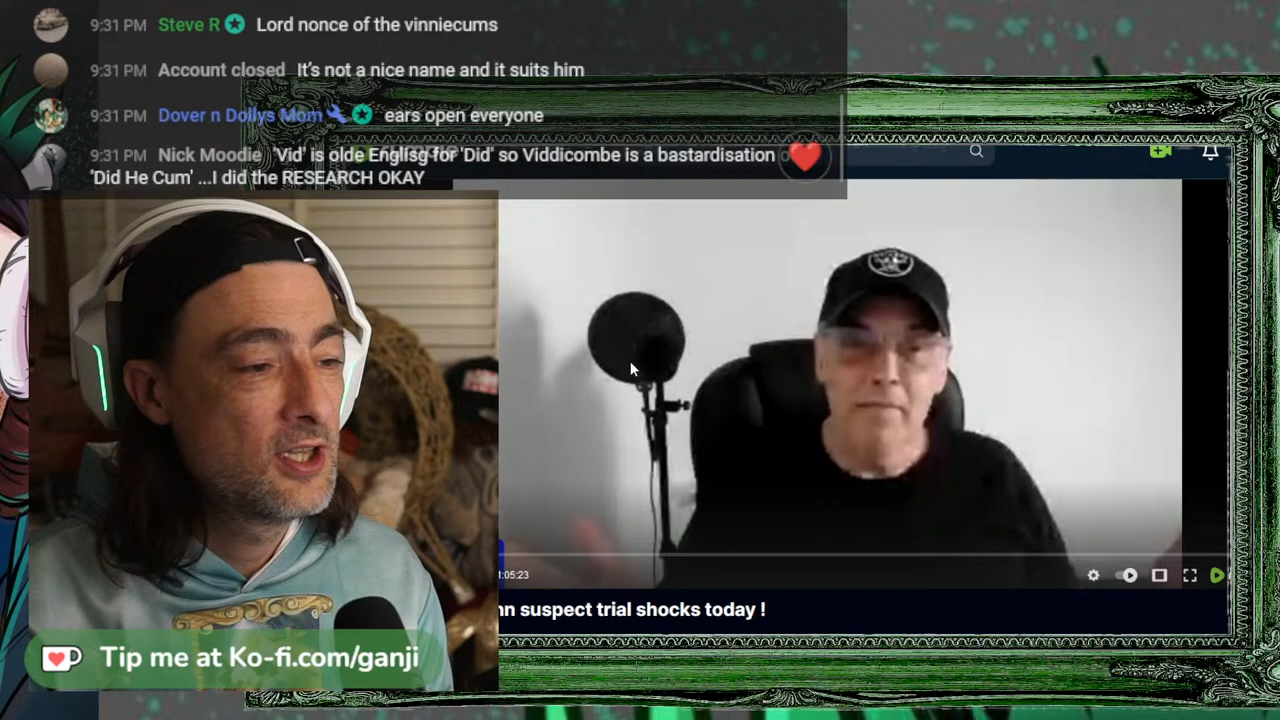 9:31 PM Steve R Lord nonce of the vinniecums
9:31 PM Account closed It's not a nice name and it suits him
9:31 PM Dover n Dollys Mom ears open everyone
9:31 PM Nick Moodie 'Vid' is olde Englisg for 'Did' so Viddicombe is a bastardisation
'Did He Cum' ...I did the RESEARCH OKAY
1:05:23
nn suspect trial shocks today !
Tip me at Ko-fi.com/ganji